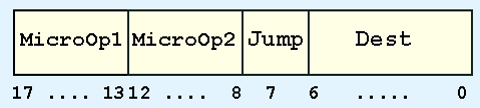 MicroOp1 MicroOp2 Jump Dest
17 .... 13 12 .... 8 7 6 ..... 0